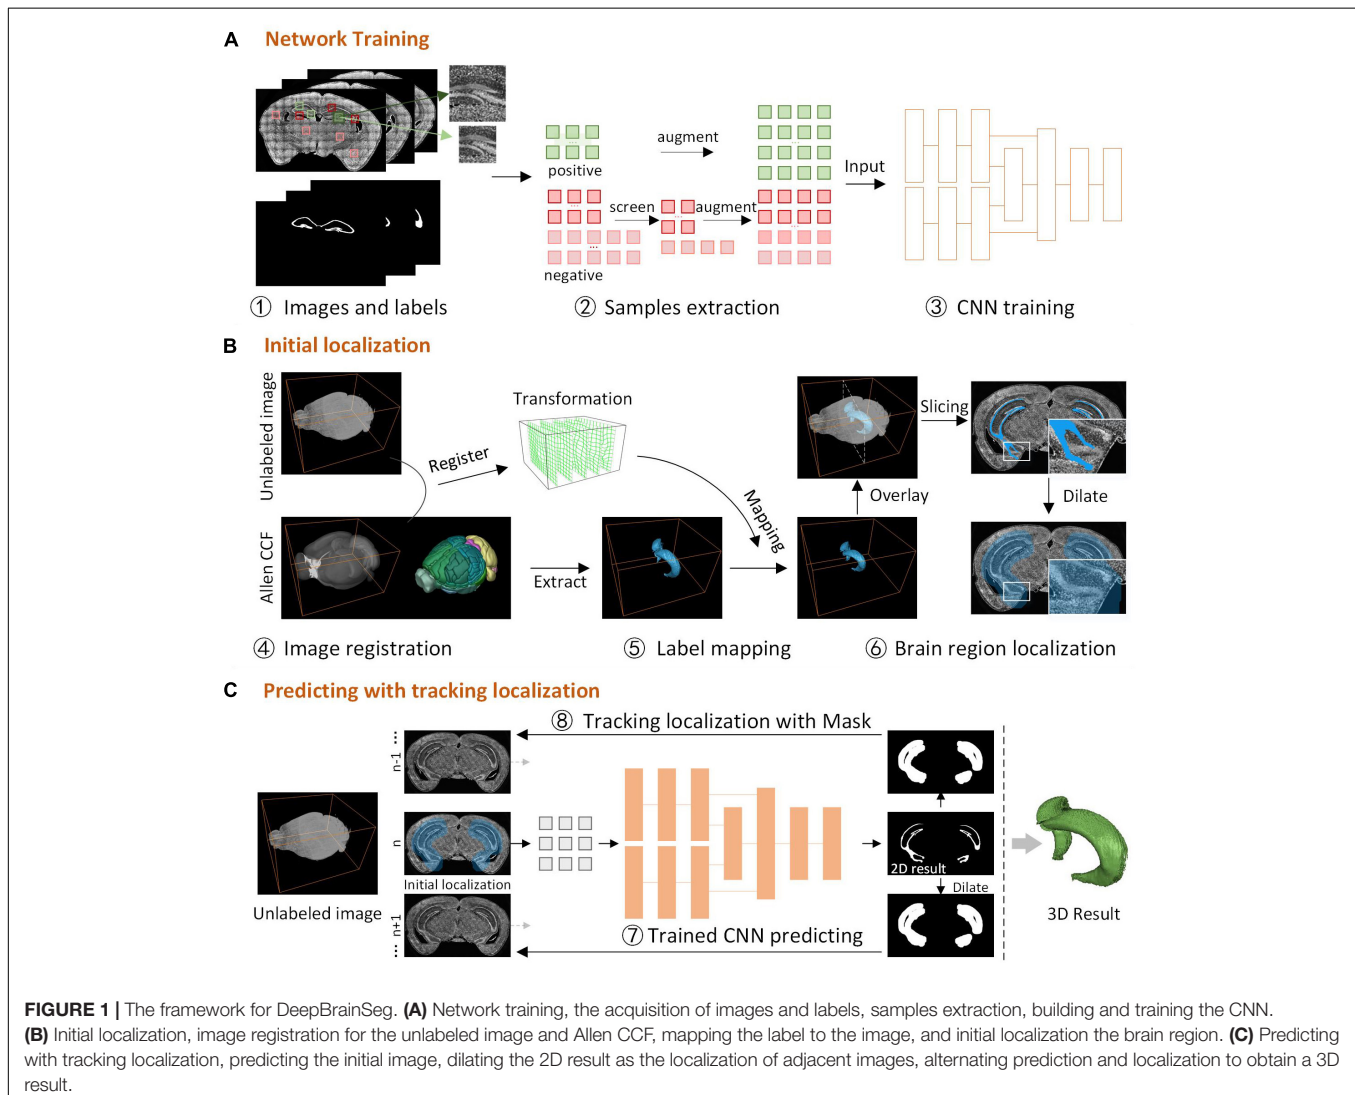 A Network Training
augment
positive
Input
screen
augment
negative
① Images and labels
② Samples extraction
③ CNN training
B Initial localization
Unlabeled image
Transformation
Register
Slicing
Overlay
Dilate
Mapping
Allen CCF
Extract
④ Image registration
⑤ Label mapping
⑥ Brain region localization
C Predicting with tracking localization
⑧ Tracking localization with Mask
...
n-1
n
Initial localization
2D result
Dilate
Unlabeled image
n+1
...
⑦ Trained CNN predicting
3D Result
FIGURE 1 | The framework for DeepBrainSeg. (A) Network training, the acquisition of images and labels, samples extraction, building and training the CNN.
(B) Initial localization, image registration for the unlabeled image and Allen CCF, mapping the label to the image, and initial localization the brain region. (C) Predicting
with tracking localization, predicting the initial image, dilating the 2D result as the localization of adjacent images, alternating prediction and localization to obtain a 3D
result.